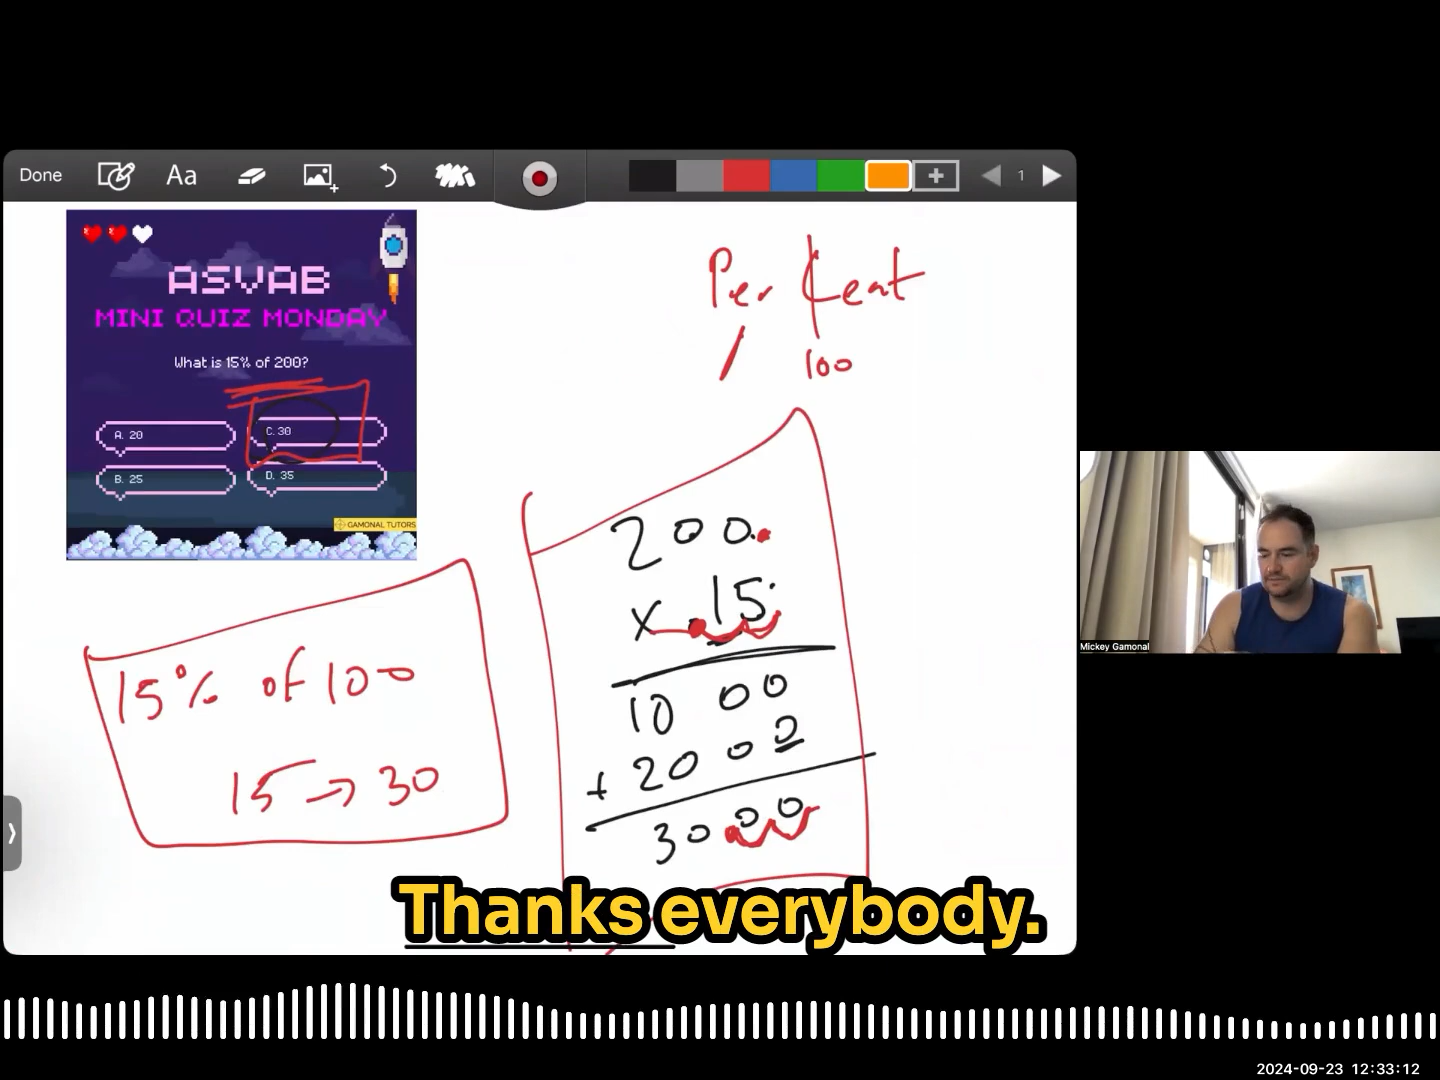 Done Aa 1
ASVAB
MINI QUIZ MONDAY
What is 15% of 200?
A. 20
C. 30
B. 25
D. 35
GAMONAL TUTORS
Per Cent
/ 100
200.
x .15
1000
+ 2000
3000
15% of 100
15 → 30
Mickey Gamonal
Thanks everybody.
2024-09-23 12:33:12